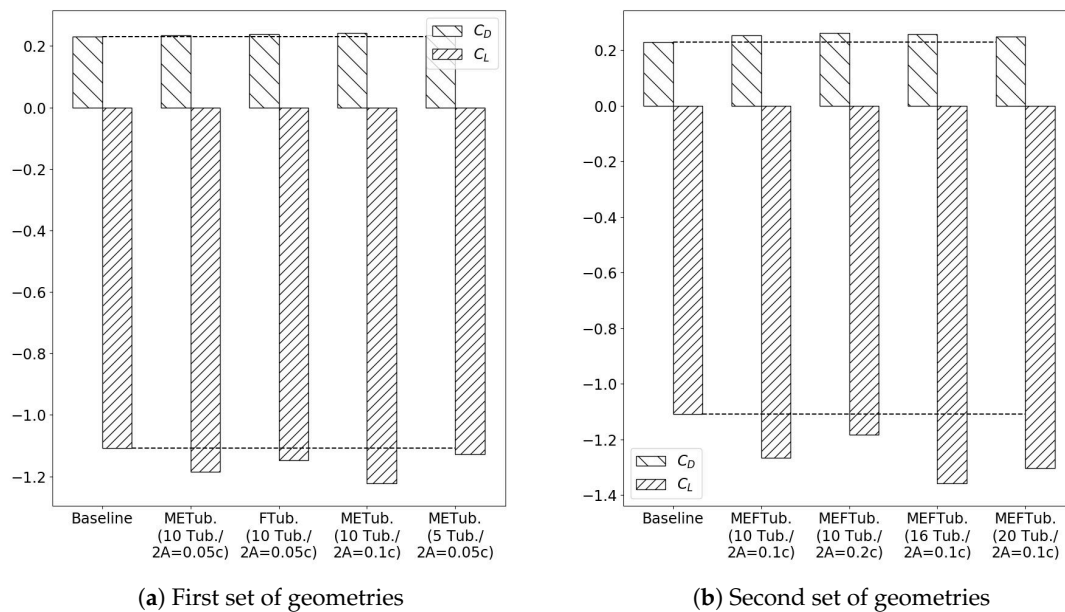 0.2
0.0
−0.2
−0.4
−0.6
−0.8
−1.0
−1.2
C_D
C_L
Baseline
METub.
(10 Tub./
2A=0.05c)
FTub.
(10 Tub./
2A=0.05c)
METub.
(10 Tub./
2A=0.1c)
METub.
(5 Tub./
2A=0.05c)
(a) First set of geometries
0.2
0.0
−0.2
−0.4
−0.6
−0.8
−1.0
−1.2
−1.4
C_D
C_L
Baseline
MEFTub.
(10 Tub./
2A=0.1c)
MEFTub.
(10 Tub./
2A=0.2c)
MEFTub.
(16 Tub./
2A=0.1c)
MEFTub.
(20 Tub./
2A=0.1c)
(b) Second set of geometries